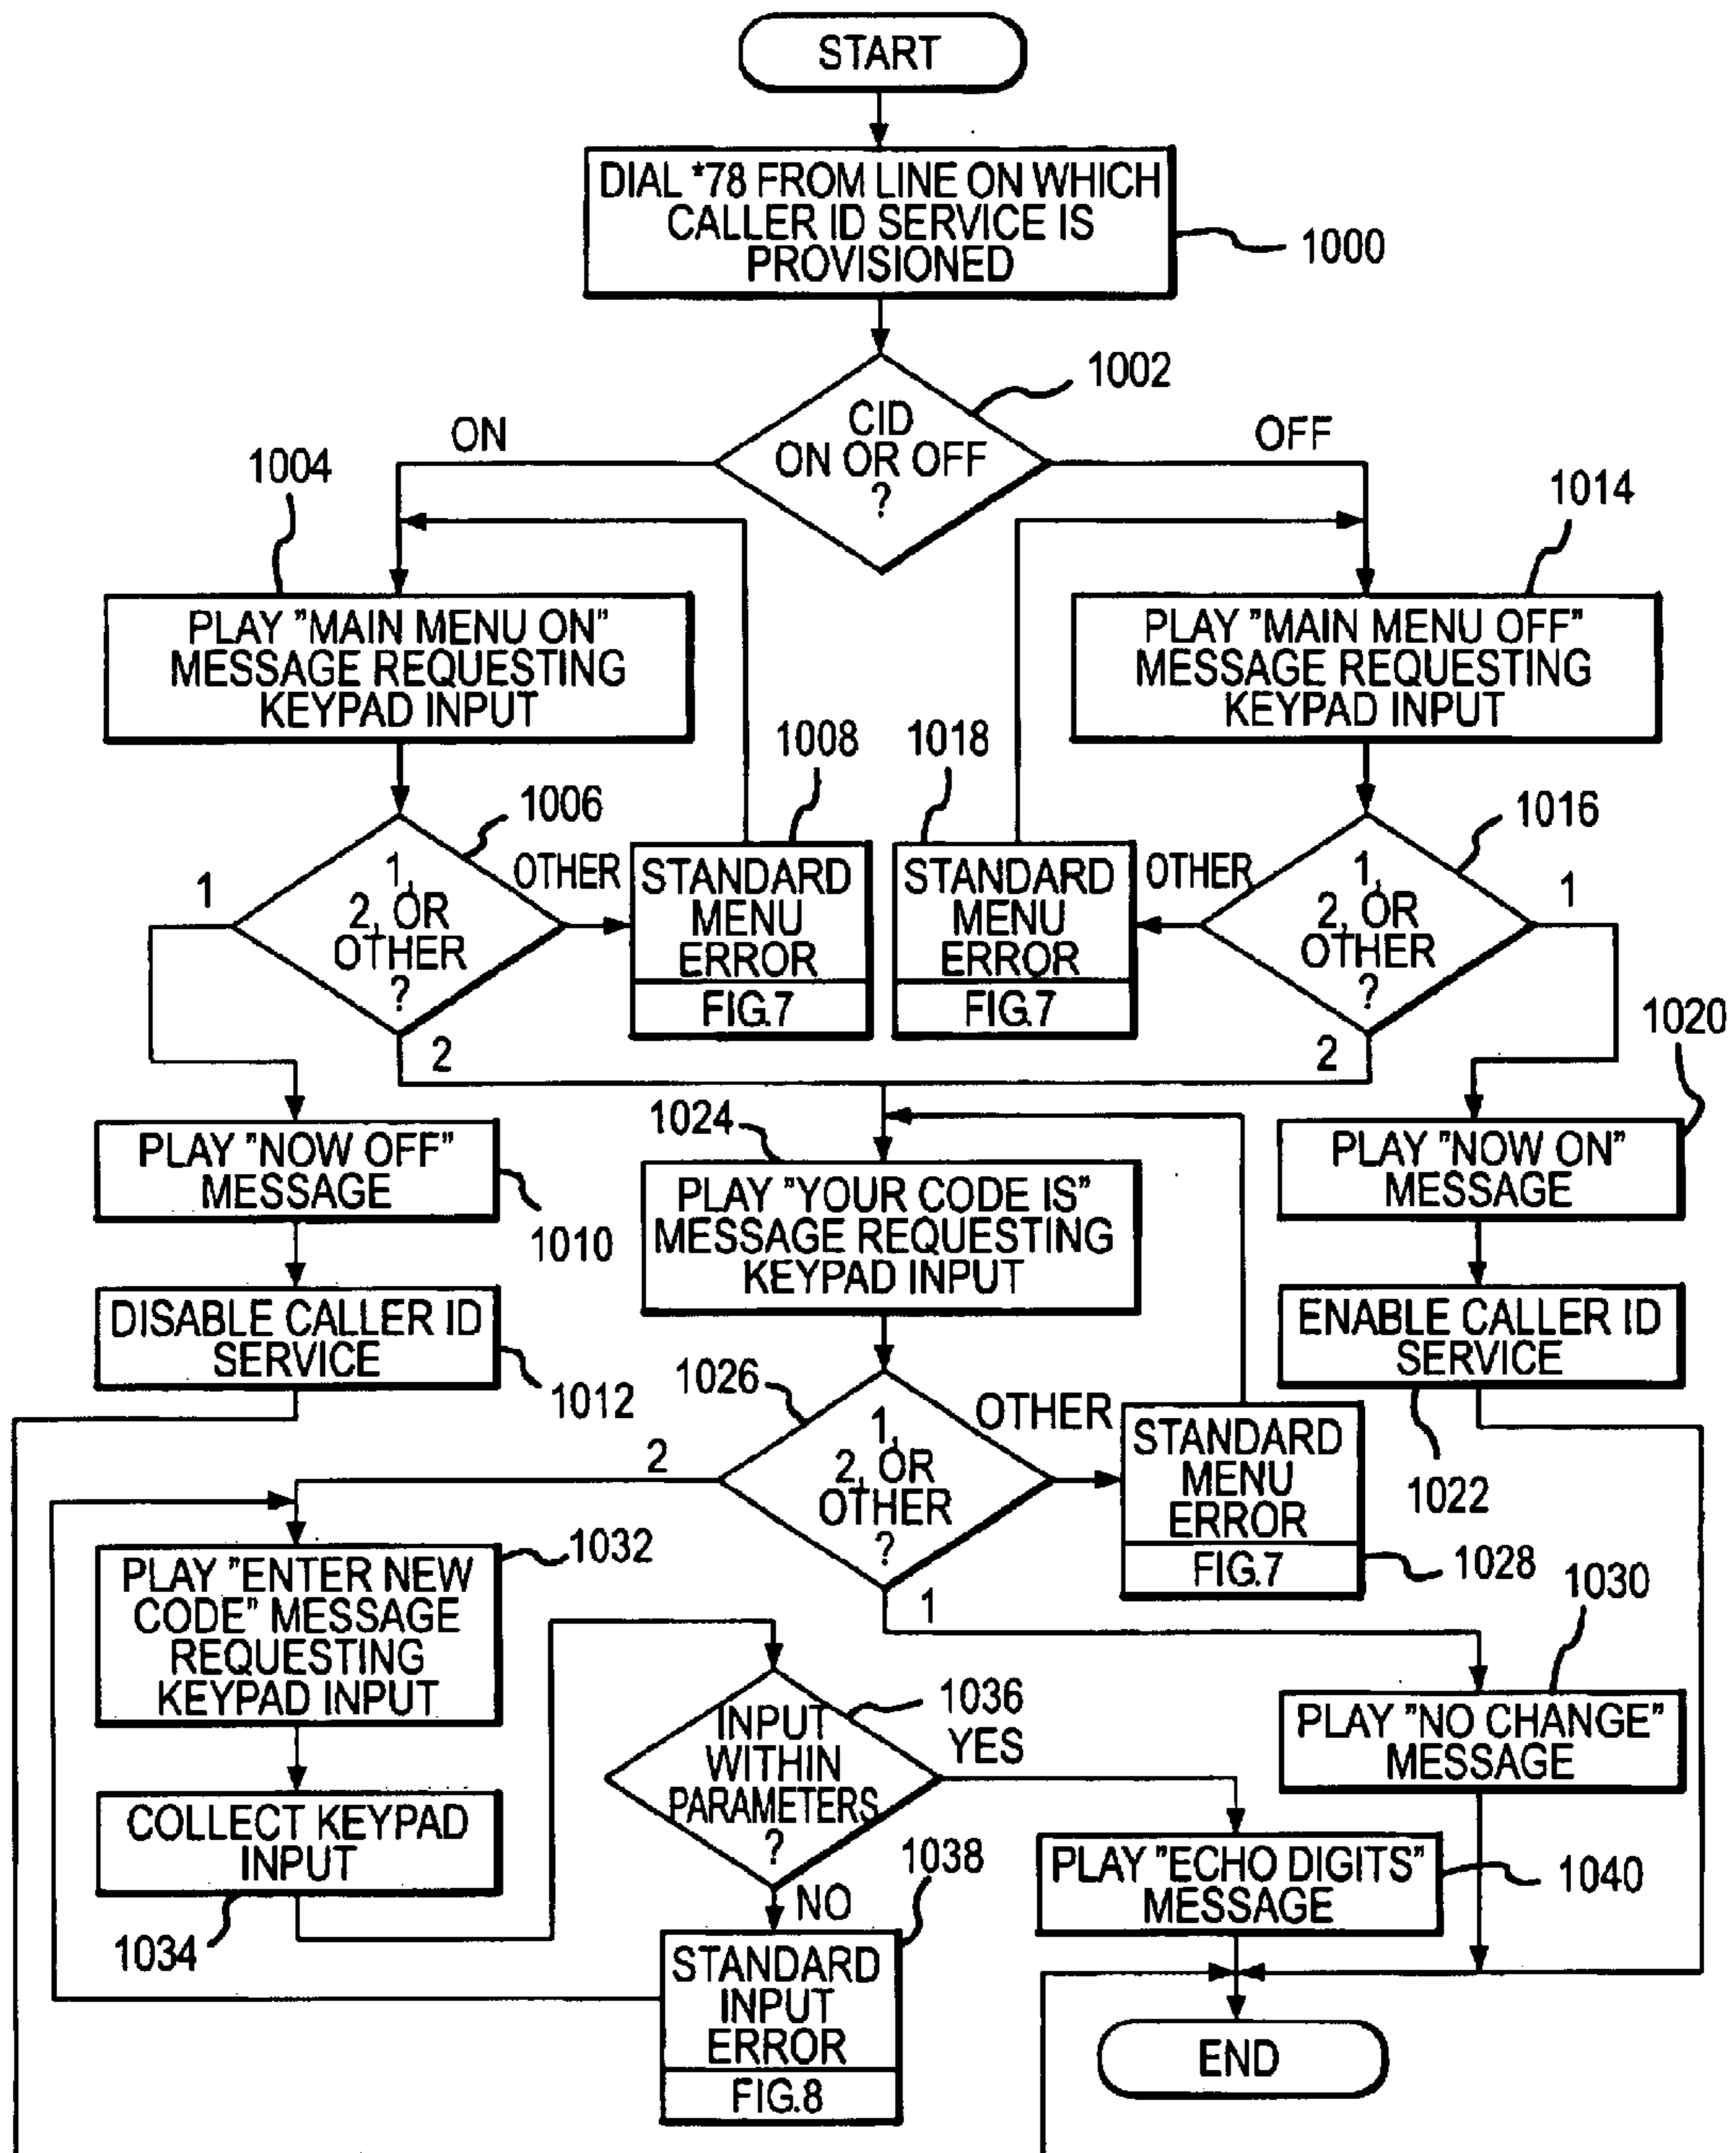 START
DIAL *78 FROM LINE ON WHICH
CALLER ID SERVICE IS
PROVISIONED
1000
1002
CID
ON OR OFF
?
ON
OFF
1004
1014
PLAY "MAIN MENU ON"
MESSAGE REQUESTING
KEYPAD INPUT
PLAY "MAIN MENU OFF"
MESSAGE REQUESTING
KEYPAD INPUT
1008
1018
1006
1016
1
1,
2, OR
OTHER
?
OTHER
STANDARD
MENU
ERROR
FIG.7
STANDARD
MENU
ERROR
FIG.7
OTHER
1,
2, OR
OTHER
?
1
2
2
1020
PLAY "NOW OFF"
MESSAGE
1010
1024
PLAY "YOUR CODE IS"
MESSAGE REQUESTING
KEYPAD INPUT
PLAY "NOW ON"
MESSAGE
DISABLE CALLER ID
SERVICE
1012
ENABLE CALLER ID
SERVICE
1022
1026
1,
2, OR
OTHER
?
2
OTHER
STANDARD
MENU
ERROR
FIG.7
1028
1
1030
PLAY "ENTER NEW
CODE" MESSAGE
REQUESTING
KEYPAD INPUT
1032
1036
INPUT
WITHIN
PARAMETERS
?
YES
PLAY "NO CHANGE"
MESSAGE
COLLECT KEYPAD
INPUT
1034
NO
1038
STANDARD
INPUT
ERROR
FIG.8
PLAY "ECHO DIGITS"
MESSAGE
1040
END